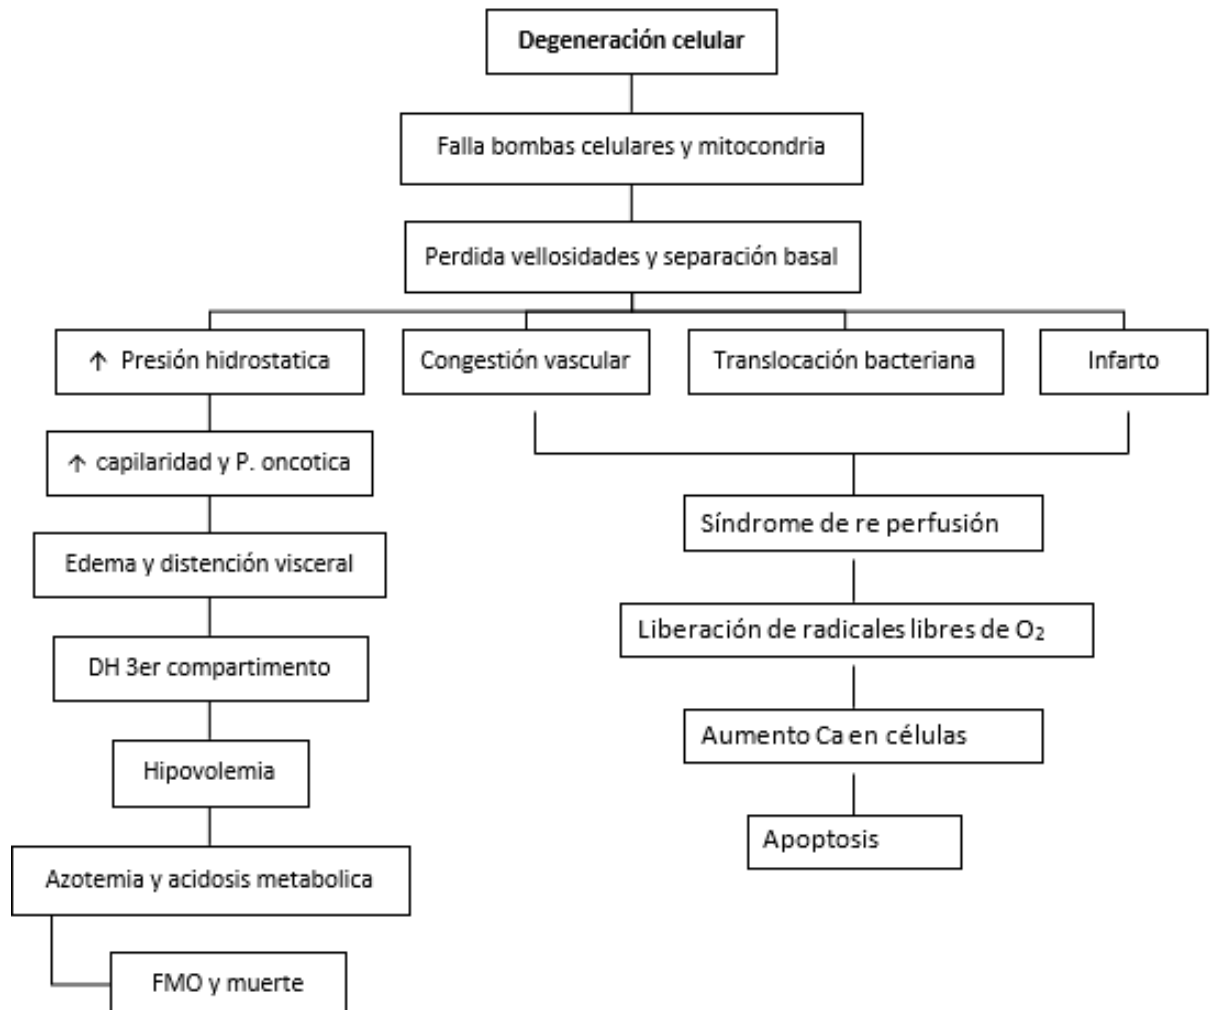 Degeneración celular
Falla bombas celulares y mitocondria
Perdida vellosidades y separación basal
↑ Presión hidrostatica
Congestión vascular
Translocación bacteriana
Infarto
↑ capilaridad y P. oncotica
Edema y distención visceral
DH 3er compartimento
Hipovolemia
Azotemia y acidosis metabolica
FMO y muerte
Síndrome de re perfusión
Liberación de radicales libres de O₂
Aumento Ca en células
Apoptosis